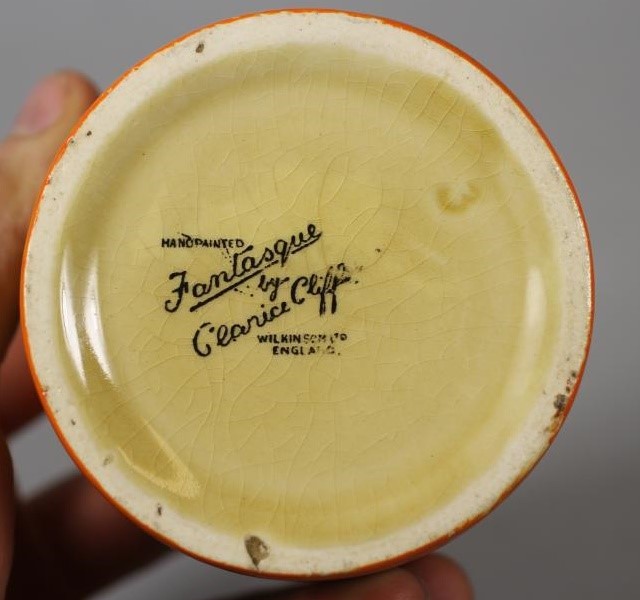 HANDPAINTED
Fantasque
by
Clarice Cliff
WILKINSON LTD
ENGLAND.